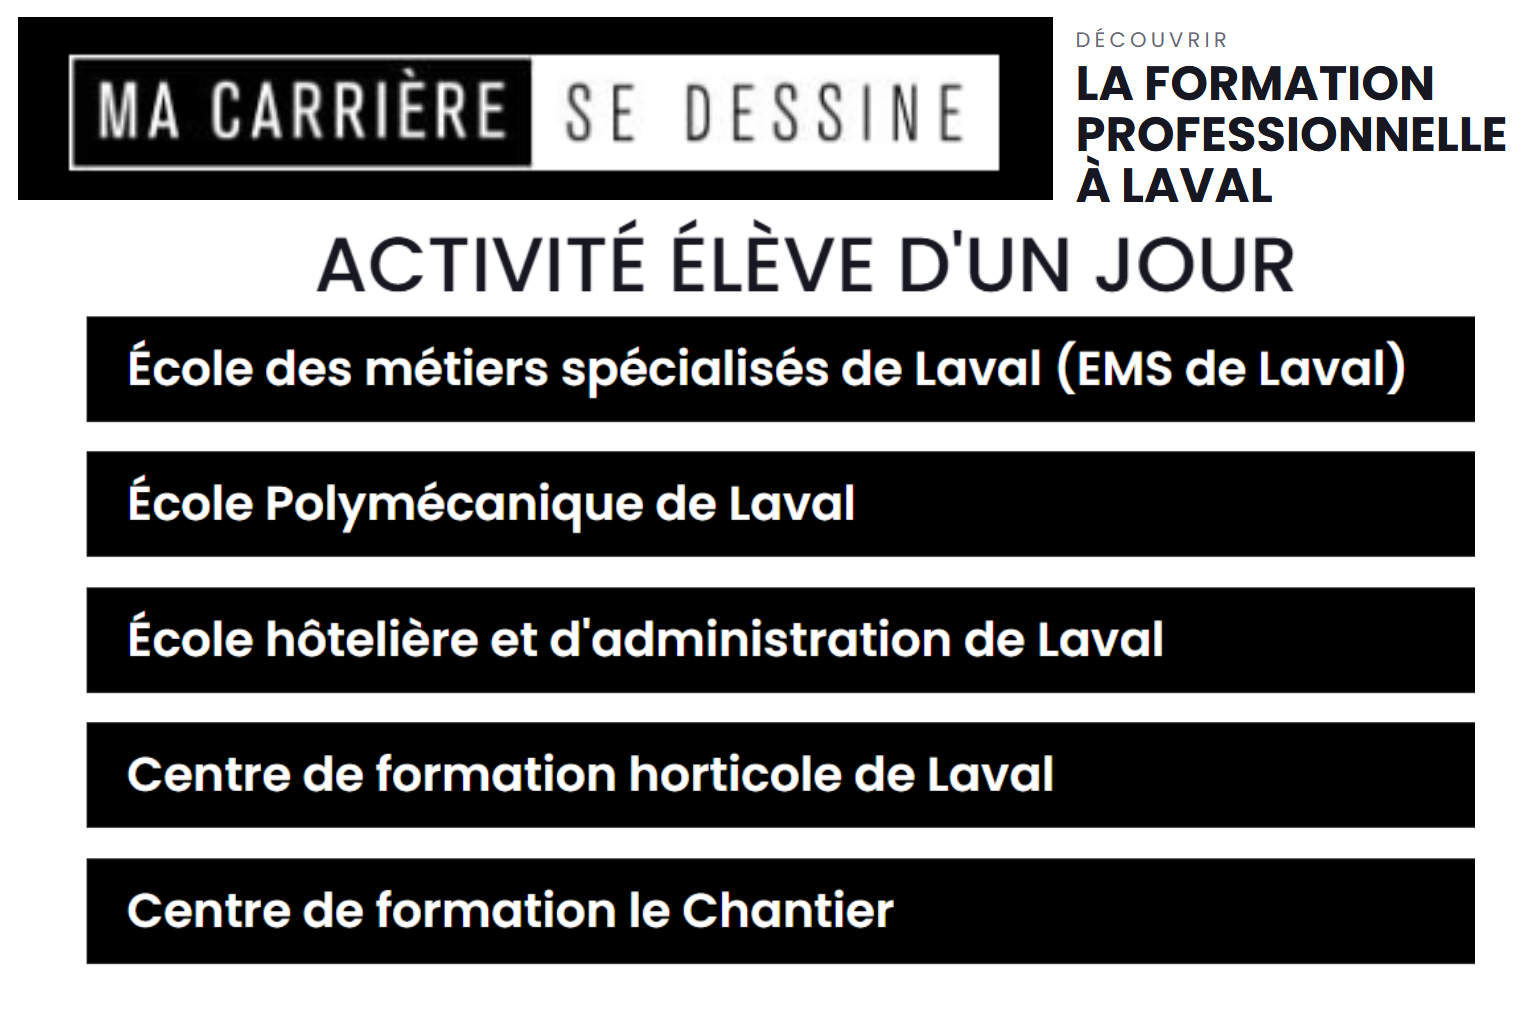 MA CARRIÈRE SE DESSINE
DÉCOUVRIR
LA FORMATION
PROFESSIONNELLE
À LAVAL
ACTIVITÉ ÉLÈVE D'UN JOUR
École des métiers spécialisés de Laval (EMS de Laval)
École Polymécanique de Laval
École hôtelière et d'administration de Laval
Centre de formation horticole de Laval
Centre de formation le Chantier